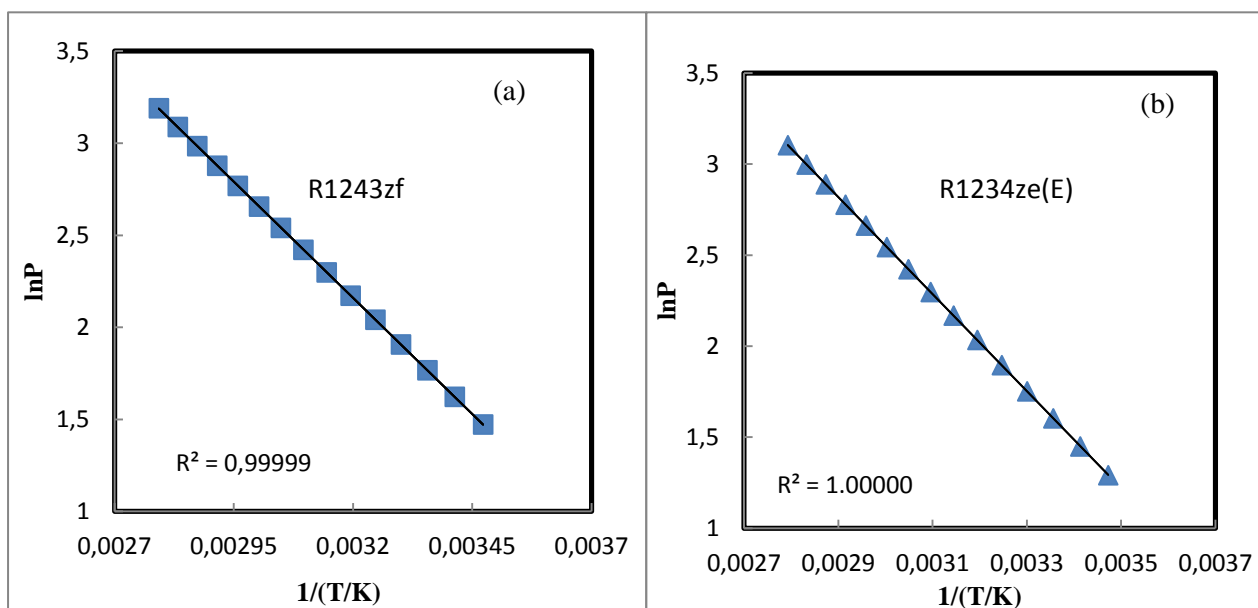 3,5
(a)
3
R1243zf
2,5
lnP
2
1,5
R² = 0,99999
1
0,0027 0,00295 0,0032 0,00345 0,0037
1/(T/K)
3,5
(b)
3
R1234ze(E)
2,5
lnP
2
1,5
R² = 1.00000
1
0,0027 0,0029 0,0031 0,0033 0,0035 0,0037
1/(T/K)